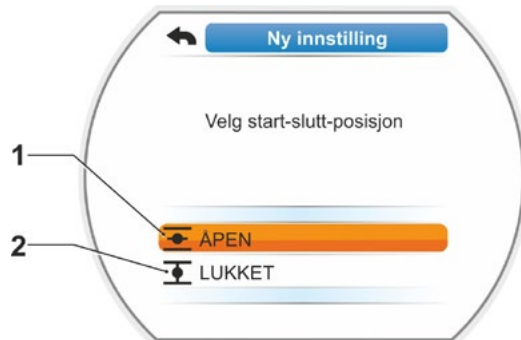 Ny innstilling
Velg start-slutt-posisjon
1
ÅPEN
2
LUKKET